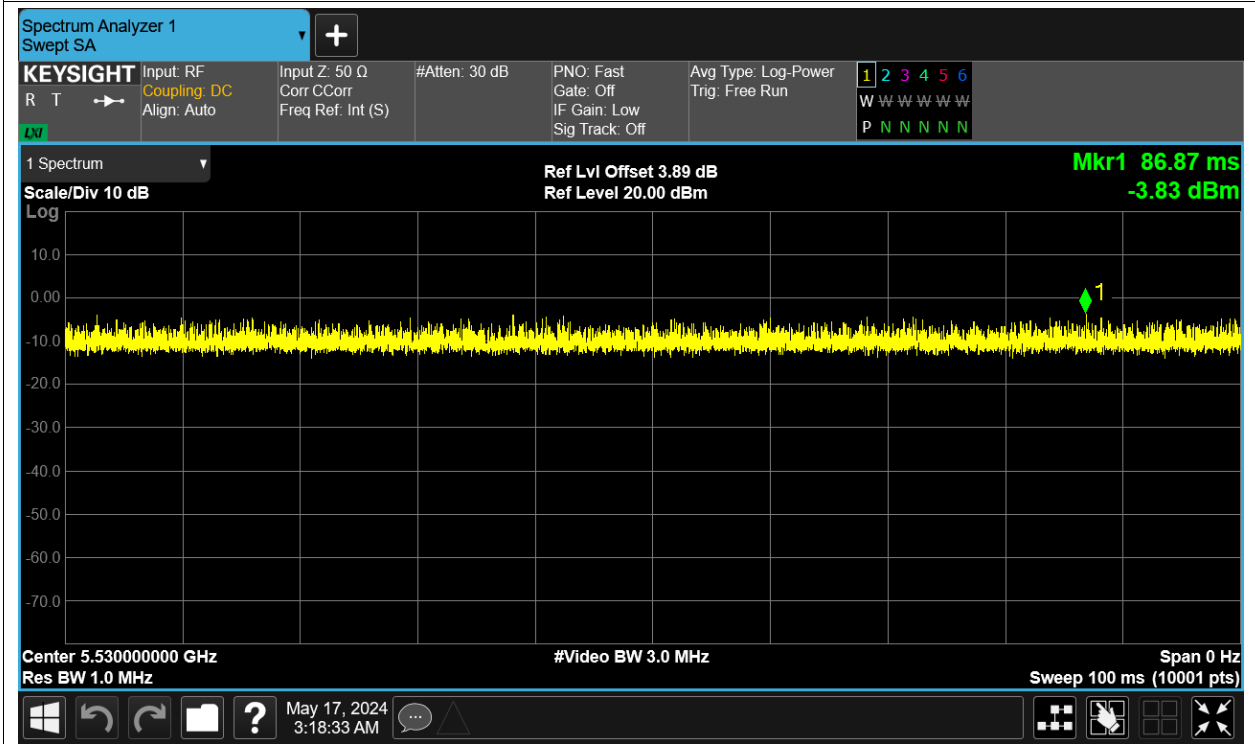 Spectrum Analyzer 1
Swept SA
+
KEYSIGHT
R T
LXI
Input: RF
Coupling: DC
Align: Auto
Input Z: 50 Ω
Corr CCorr
Freq Ref: Int (S)
#Atten: 30 dB
PNO: Fast
Gate: Off
IF Gain: Low
Sig Track: Off
Avg Type: Log-Power
Trig: Free Run
1 2 3 4 5 6
W W W W W W
P N N N N N
1 Spectrum
Scale/Div 10 dB
Ref Lvl Offset 3.89 dB
Ref Level 20.00 dBm
Mkr1 86.87 ms
-3.83 dBm
Log
10.0
0.00
-10.0
-20.0
-30.0
-40.0
-50.0
-60.0
-70.0
1
Center 5.530000000 GHz
Res BW 1.0 MHz
#Video BW 3.0 MHz
Span 0 Hz
Sweep 100 ms (10001 pts)
?
May 17, 2024
3:18:33 AM